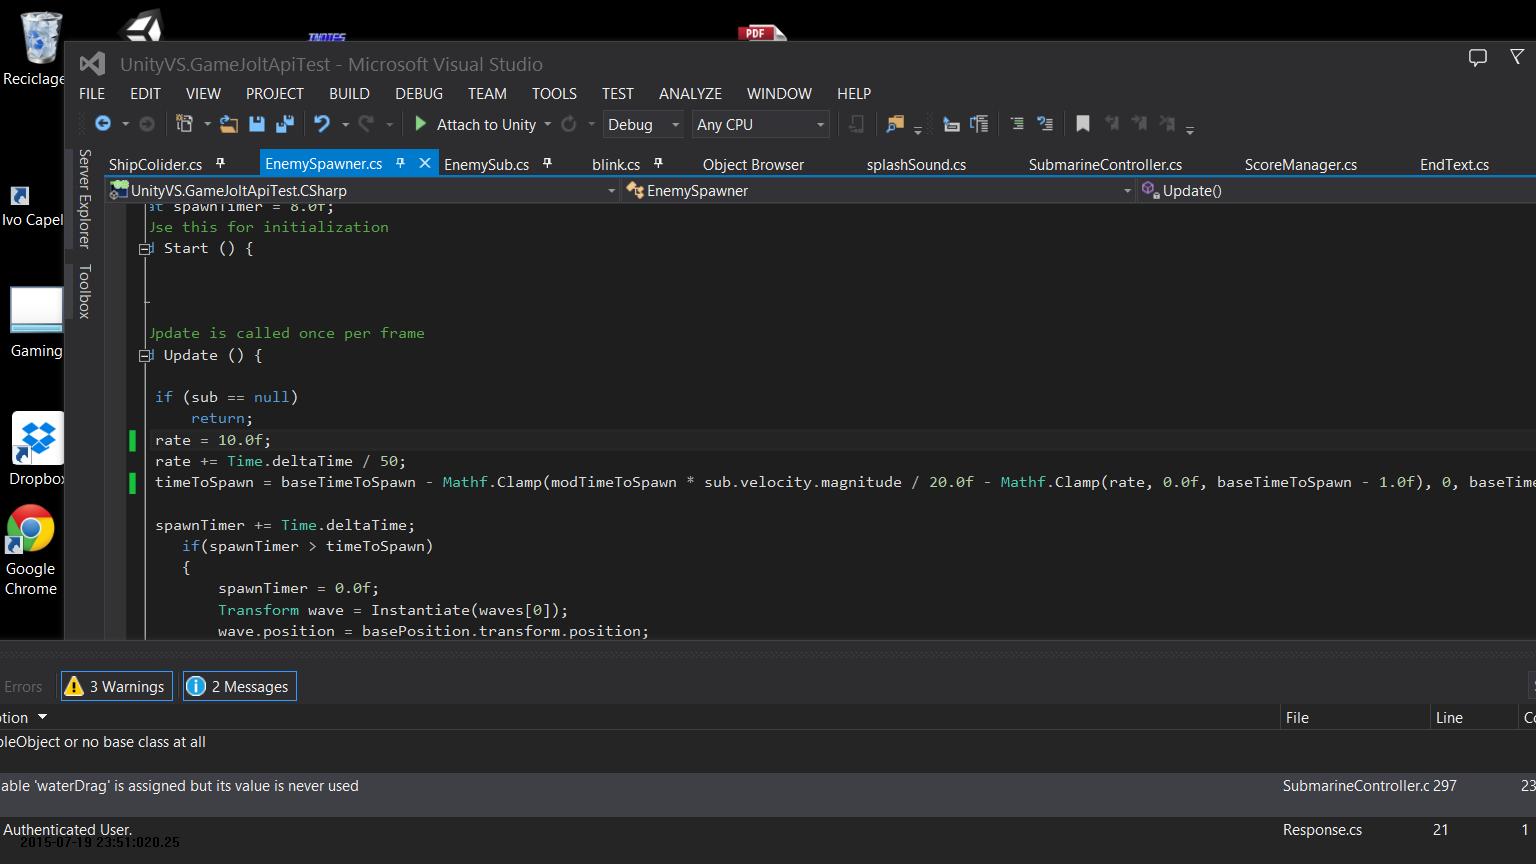 INOTES
PDF
Reciclage
UnityVS.GameJoltApiTest - Microsoft Visual Studio
FILE EDIT VIEW PROJECT BUILD DEBUG TEAM TOOLS TEST ANALYZE WINDOW HELP
Attach to Unity Debug Any CPU
Server Explorer
Toolbox
ShipColider.cs EnemySpawner.cs EnemySub.cs blink.cs Object Browser splashSound.cs SubmarineController.cs ScoreManager.cs EndText.cs
UnityVS.GameJoltApiTest.CSharp EnemySpawner Update()
Ivo Capel
Gaming
Dropbox
Google
Chrome
at spawnTimer = 8.0f;
Use this for initialization
d Start () {
Update is called once per frame
d Update () {
if (sub == null)
return;
rate = 10.0f;
rate += Time.deltaTime / 50;
timeToSpawn = baseTimeToSpawn - Mathf.Clamp(modTimeToSpawn * sub.velocity.magnitude / 20.0f - Mathf.Clamp(rate, 0.0f, baseTimeToSpawn - 1.0f), 0, baseTime
spawnTimer += Time.deltaTime;
if(spawnTimer > timeToSpawn)
{
spawnTimer = 0.0f;
Transform wave = Instantiate(waves[0]);
wave.position = basePosition.transform.position;
Errors 3 Warnings 2 Messages
ption File Line Co
bleObject or no base class at all
able 'waterDrag' is assigned but its value is never used SubmarineController.c 297 23
Authenticated User. Response.cs 21 1
2015-07-19 23:51:020.25